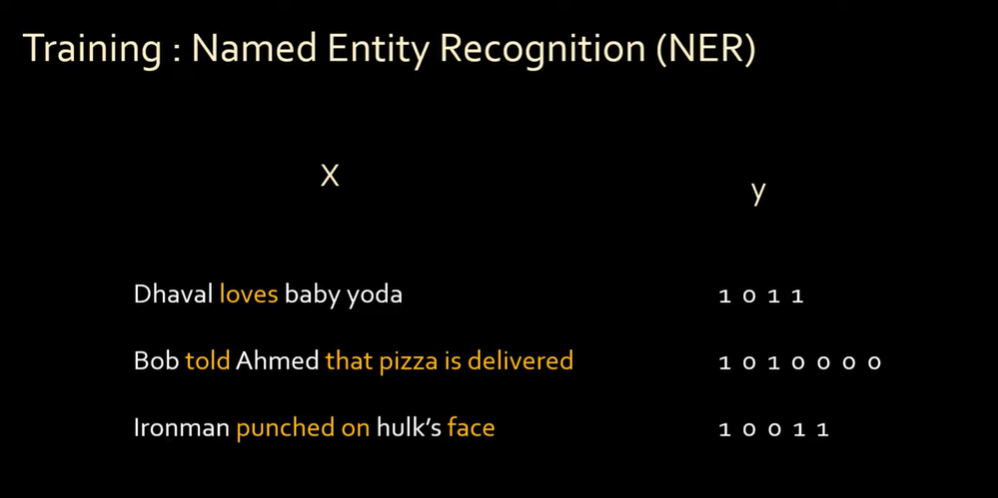 Training : Named Entity Recognition (NER)
X
y
Dhaval loves baby yoda 1 0 1 1
Bob told Ahmed that pizza is delivered 1 0 1 0 0 0 0
Ironman punched on hulk's face 1 0 0 1 1